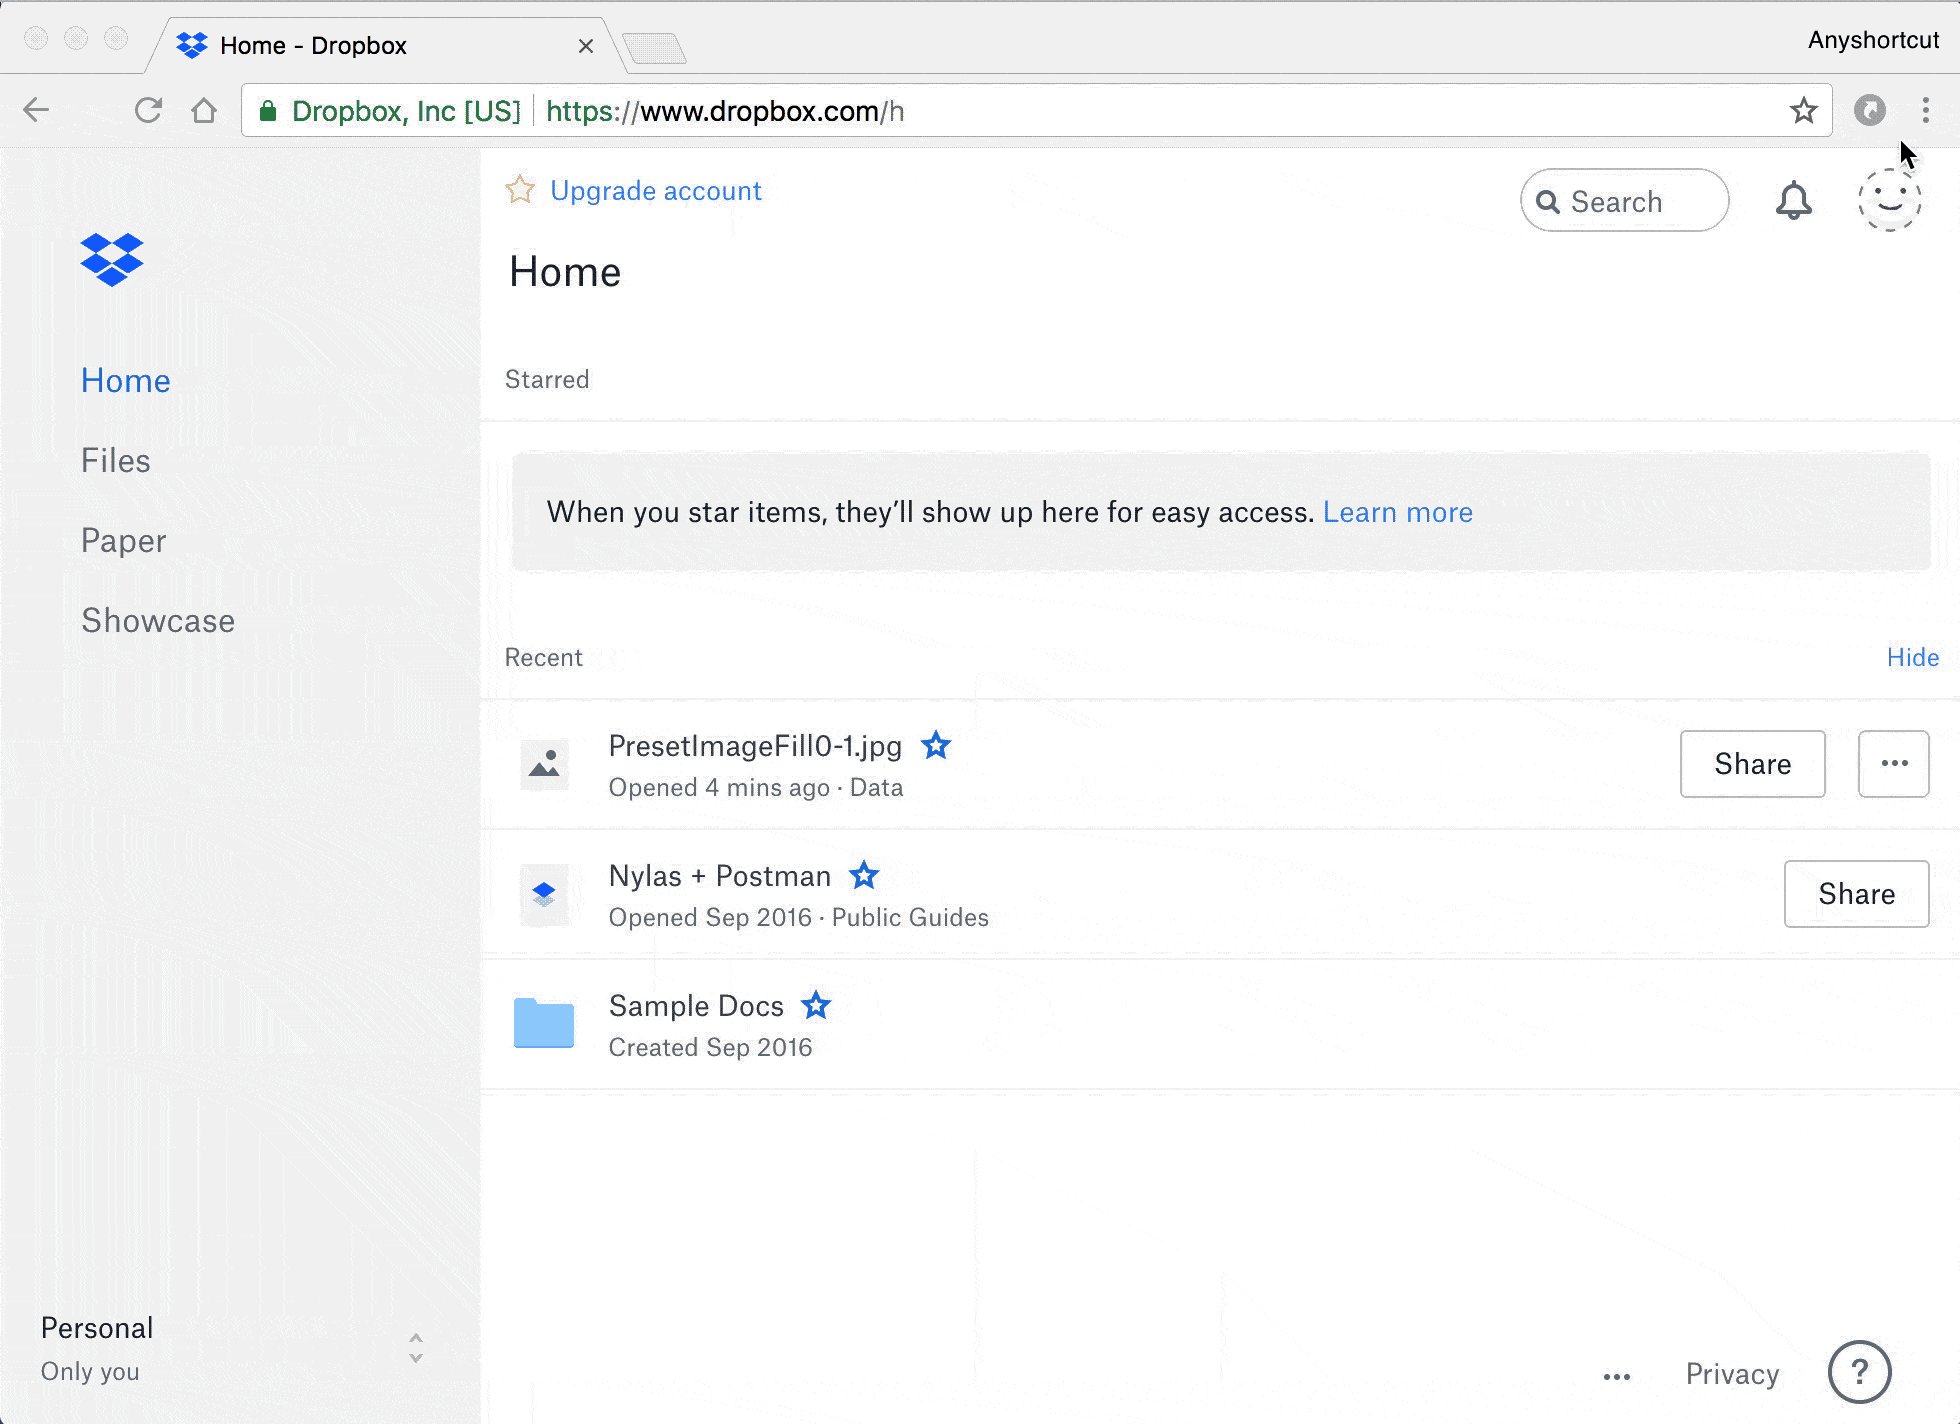 Home - Dropbox
Anyshortcut
Dropbox, Inc [US] https://www.dropbox.com/h
Upgrade account
Search
Home
Home
Files
Paper
Showcase
Starred
When you star items, they’ll show up here for easy access. Learn more
Recent
Hide
PresetImageFill0-1.jpg
Opened 4 mins ago · Data
Share
Nylas + Postman
Opened Sep 2016 · Public Guides
Share
Sample Docs
Created Sep 2016
Personal
Only you
Privacy
?